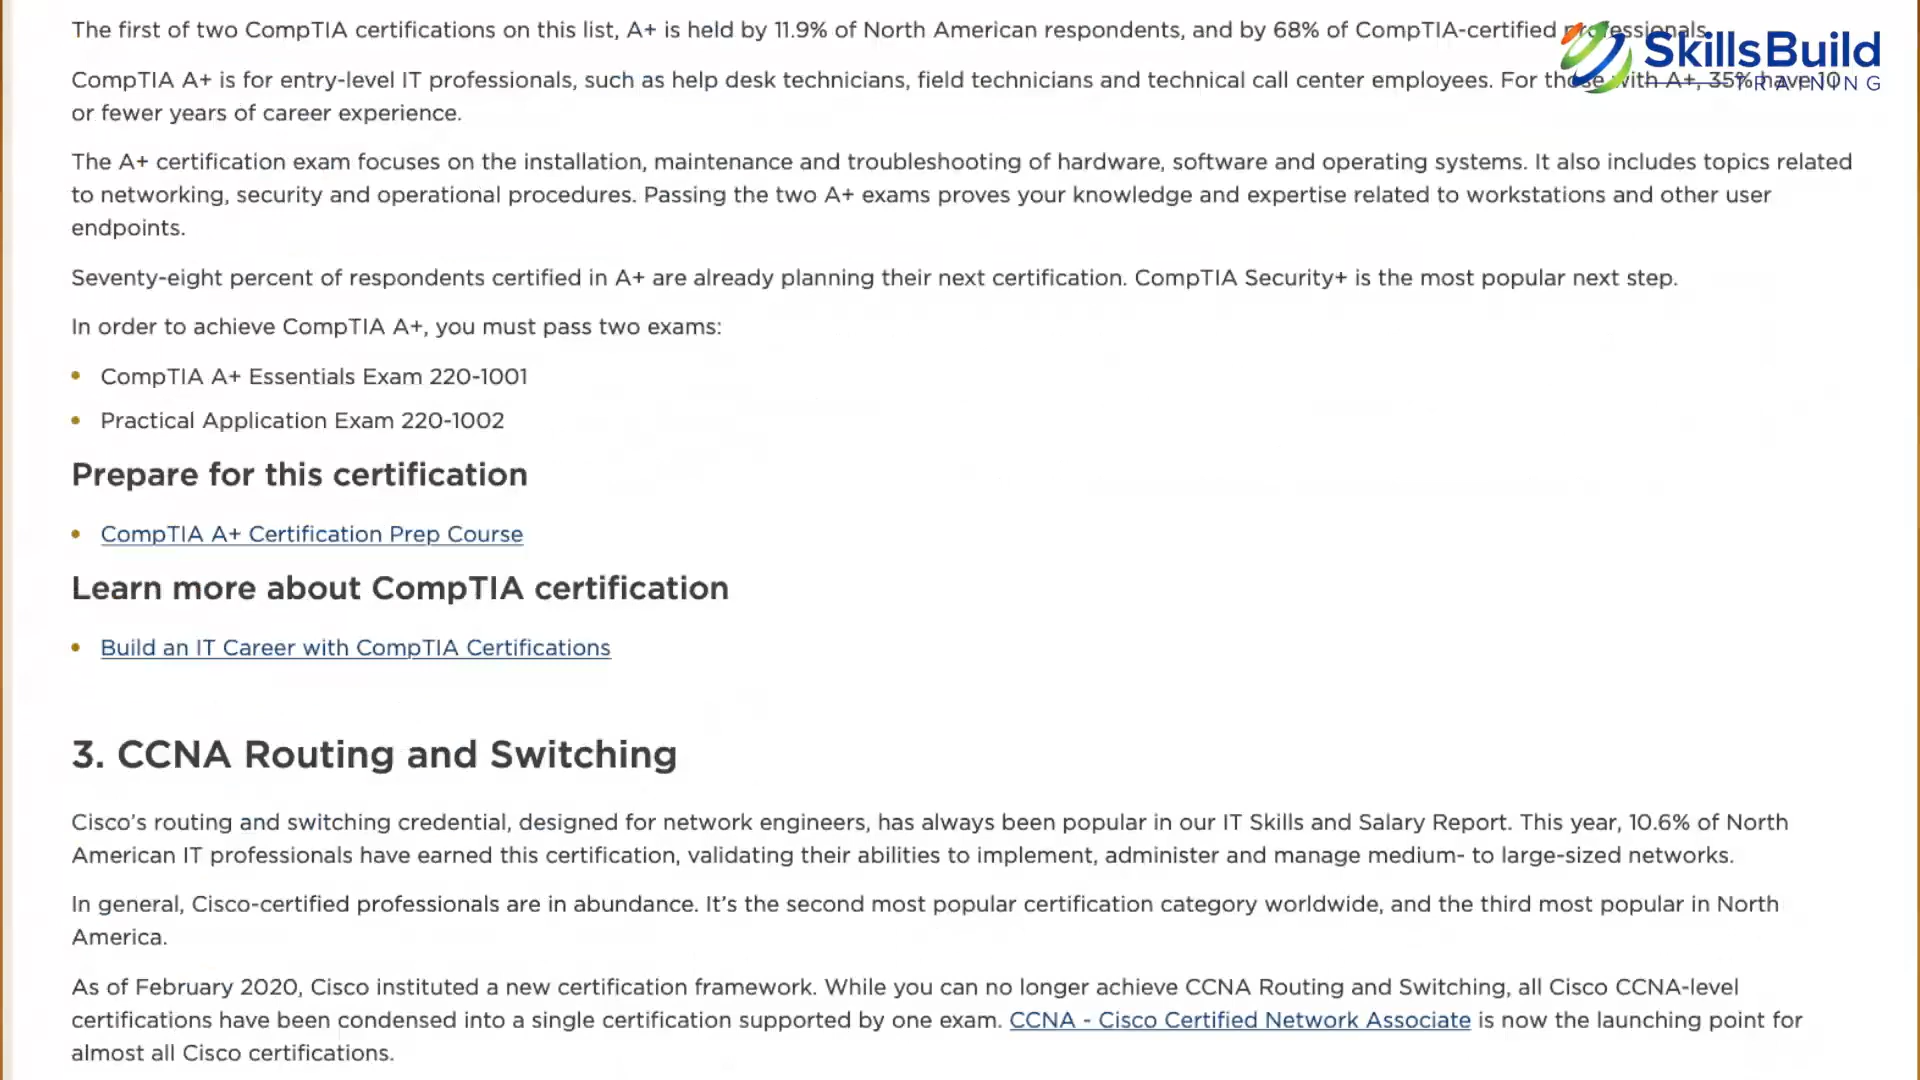 The first of two CompTIA certifications on this list, A+ is held by 11.9% of North American respondents, and by 68% of CompTIA-certified professionals.
SkillsBuild
TRAINING
CompTIA A+ is for entry-level IT professionals, such as help desk technicians, field technicians and technical call center employees. For those with A+, 35% have 10
or fewer years of career experience.
The A+ certification exam focuses on the installation, maintenance and troubleshooting of hardware, software and operating systems. It also includes topics related
to networking, security and operational procedures. Passing the two A+ exams proves your knowledge and expertise related to workstations and other user
endpoints.
Seventy-eight percent of respondents certified in A+ are already planning their next certification. CompTIA Security+ is the most popular next step.
In order to achieve CompTIA A+, you must pass two exams:
• CompTIA A+ Essentials Exam 220-1001
• Practical Application Exam 220-1002
Prepare for this certification
• CompTIA A+ Certification Prep Course
Learn more about CompTIA certification
• Build an IT Career with CompTIA Certifications
3. CCNA Routing and Switching
Cisco’s routing and switching credential, designed for network engineers, has always been popular in our IT Skills and Salary Report. This year, 10.6% of North
American IT professionals have earned this certification, validating their abilities to implement, administer and manage medium- to large-sized networks.
In general, Cisco-certified professionals are in abundance. It’s the second most popular certification category worldwide, and the third most popular in North
America.
As of February 2020, Cisco instituted a new certification framework. While you can no longer achieve CCNA Routing and Switching, all Cisco CCNA-level
certifications have been condensed into a single certification supported by one exam. CCNA - Cisco Certified Network Associate is now the launching point for
almost all Cisco certifications.